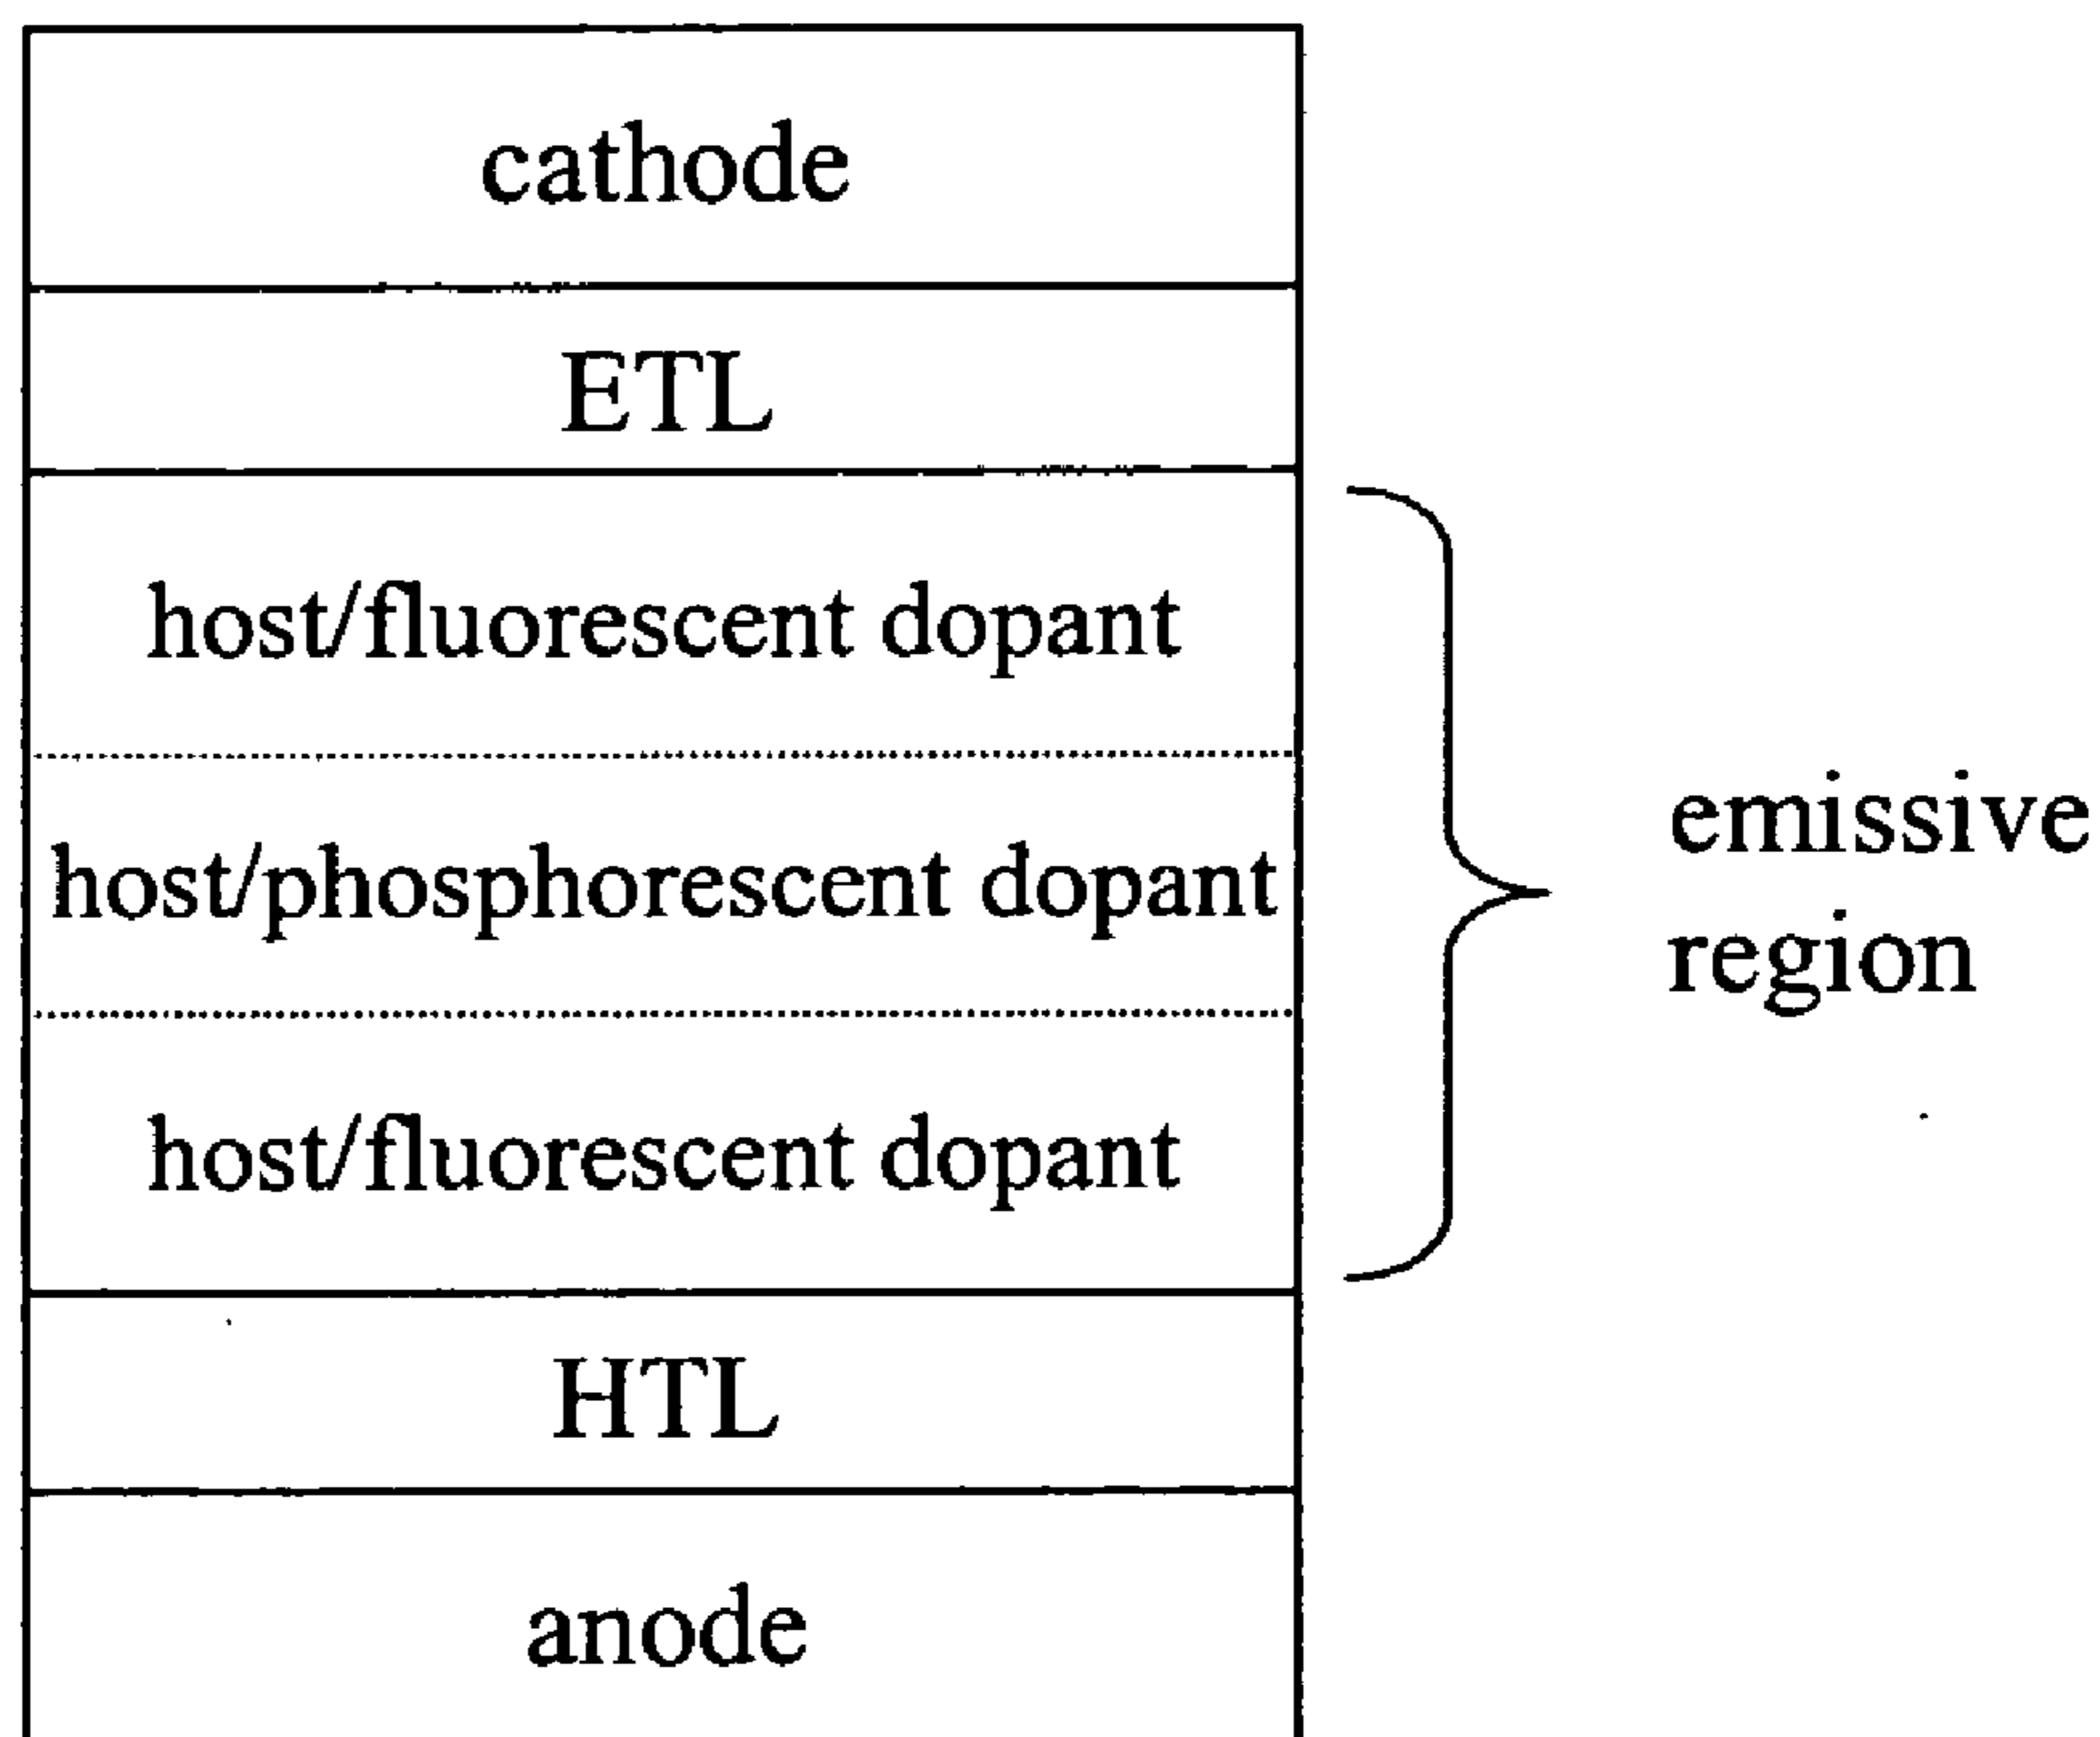 cathode
ETL
host/fluorescent dopant
host/phosphorescent dopant
host/fluorescent dopant
emissive
region
HTL
anode